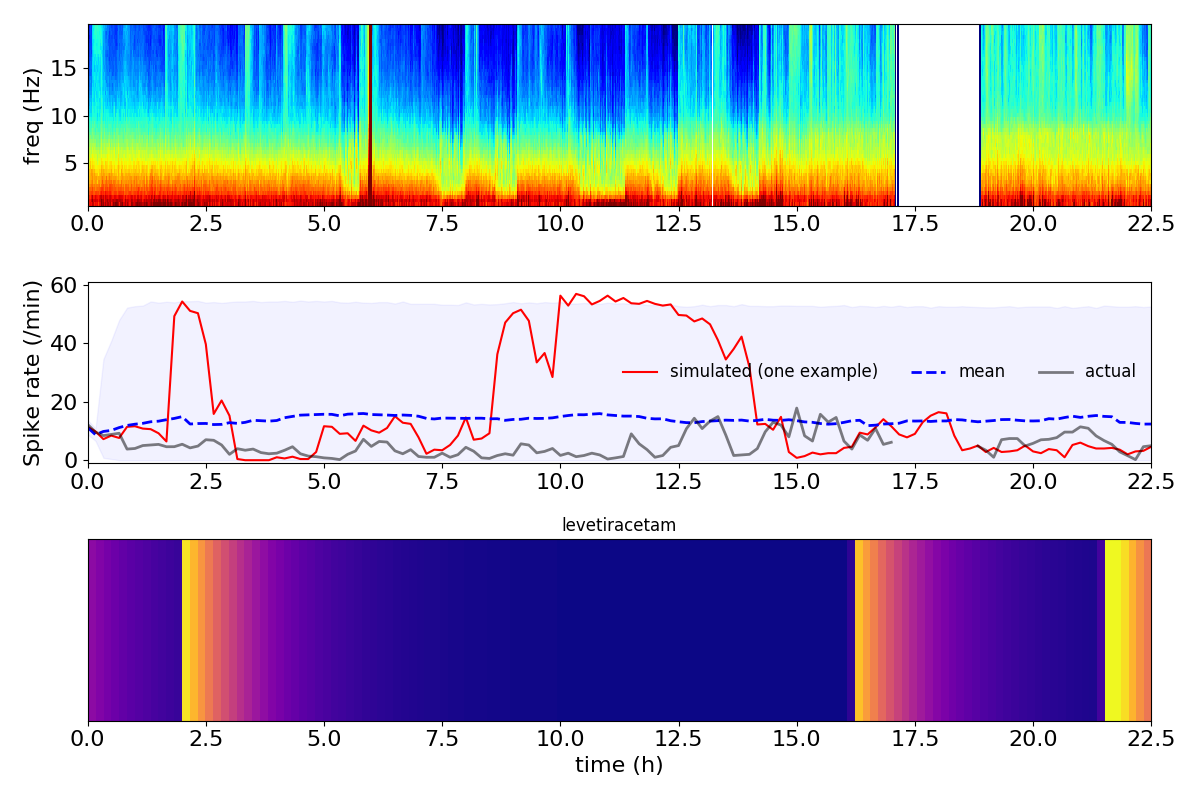 freq (Hz)
15
10
5
0.0 2.5 5.0 7.5 10.0 12.5 15.0 17.5 20.0 22.5
Spike rate (/min)
60
40
20
0
simulated (one example) mean actual
0.0 2.5 5.0 7.5 10.0 12.5 15.0 17.5 20.0 22.5
levetiracetam
0.0 2.5 5.0 7.5 10.0 12.5 15.0 17.5 20.0 22.5
time (h)